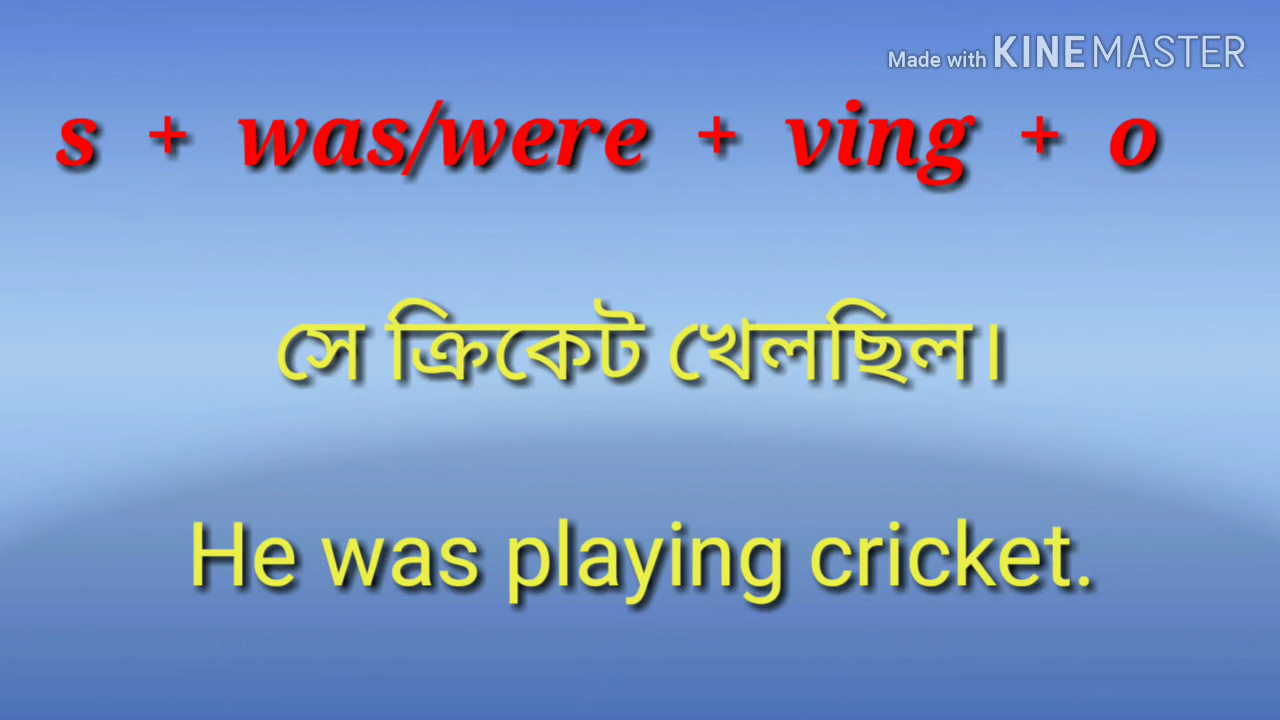 Made with KINEMASTER
s + was/were + ving + o
সে ক্রিকেট খেলছিল।
He was playing cricket.